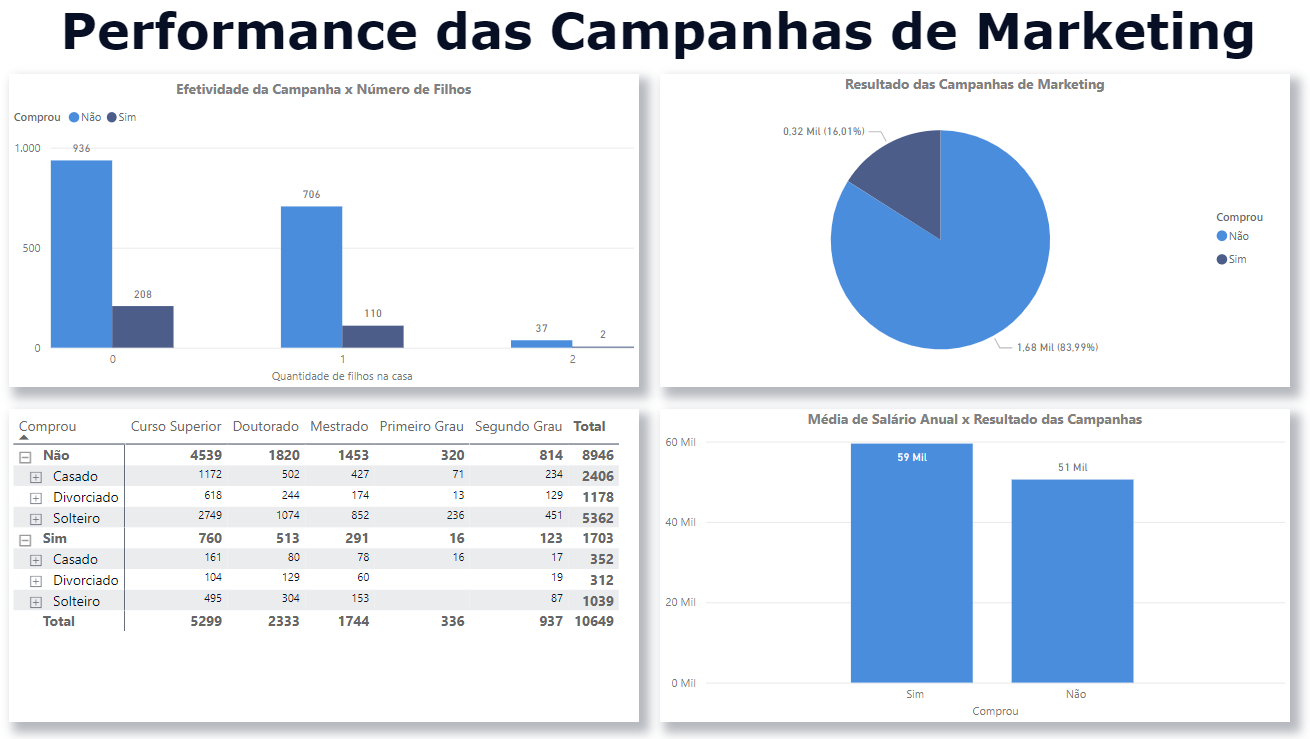 Performance das Campanhas de Marketing
Efetividade da Campanha x Número de Filhos
Comprou Não Sim
1.000
500
0
936
208
706
110
37
2
0 1 2
Quantidade de filhos na casa
Resultado das Campanhas de Marketing
0,32 Mil (16,01%)
1,68 Mil (83,99%)
Comprou
Não
Sim
Comprou Curso Superior Doutorado Mestrado Primeiro Grau Segundo Grau Total
Não 4539 1820 1453 320 814 8946
Casado 1172 502 427 71 234 2406
Divorciado 618 244 174 13 129 1178
Solteiro 2749 1074 852 236 451 5362
Sim 760 513 291 16 123 1703
Casado 161 80 78 16 17 352
Divorciado 104 129 60 19 312
Solteiro 495 304 153 87 1039
Total 5299 2333 1744 336 937 10649
Média de Salário Anual x Resultado das Campanhas
60 Mil
40 Mil
20 Mil
0 Mil
59 Mil
51 Mil
Sim Não
Comprou